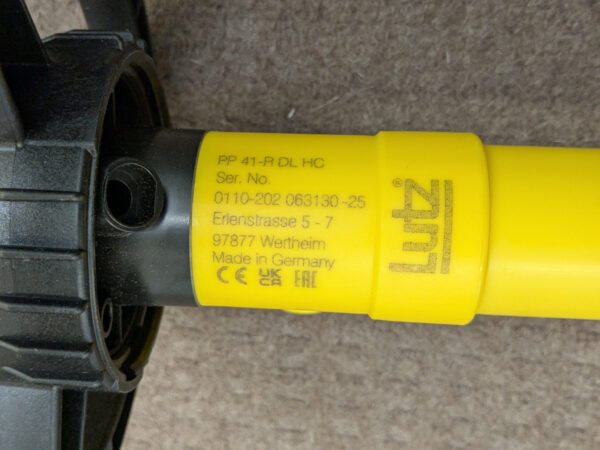 PP 41-R DL HC
Ser. No.
0110-202 063130 -25
Erlenstrasse 5 - 7
97877 Wertheim
Made in Germany
CE UK CA EAC
Lutz®